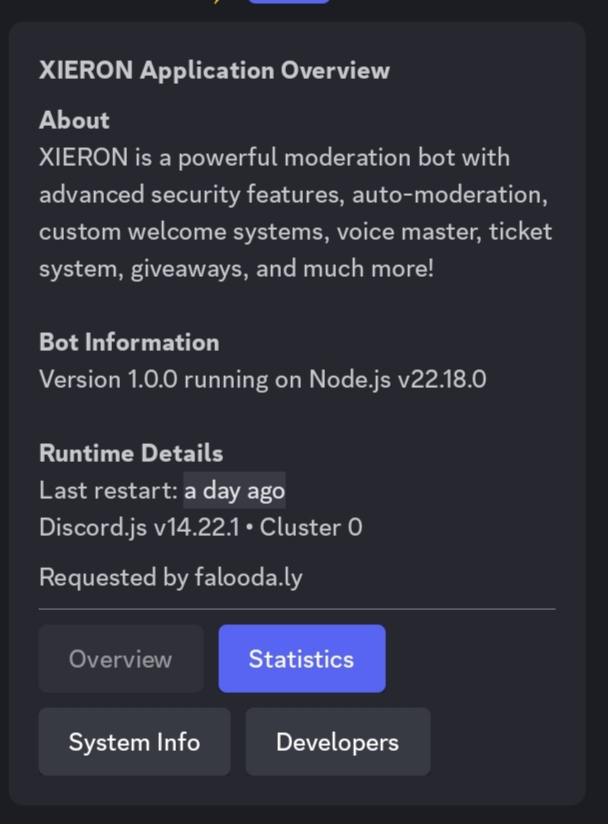 XIERON Application Overview
About
XIERON is a powerful moderation bot with
advanced security features, auto-moderation,
custom welcome systems, voice master, ticket
system, giveaways, and much more!
Bot Information
Version 1.0.0 running on Node.js v22.18.0
Runtime Details
Last restart: a day ago
Discord.js v14.22.1 • Cluster 0
Requested by falooda.ly
Overview
Statistics
System Info
Developers